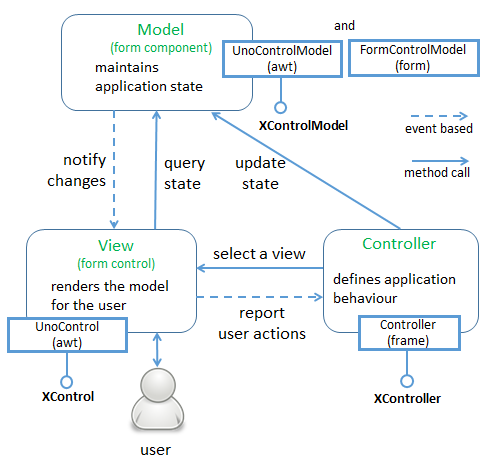 Model
(form component)
maintains
application state
and
UnoControlModel
(awt)
FormControlModel
(form)
XControlModel
event based
method call
notify
changes
query
state
update
state
View
(form control)
renders the model
for the user
UnoControl
(awt)
XControl
select a view
report
user actions
Controller
defines application
behaviour
Controller
(frame)
XController
user